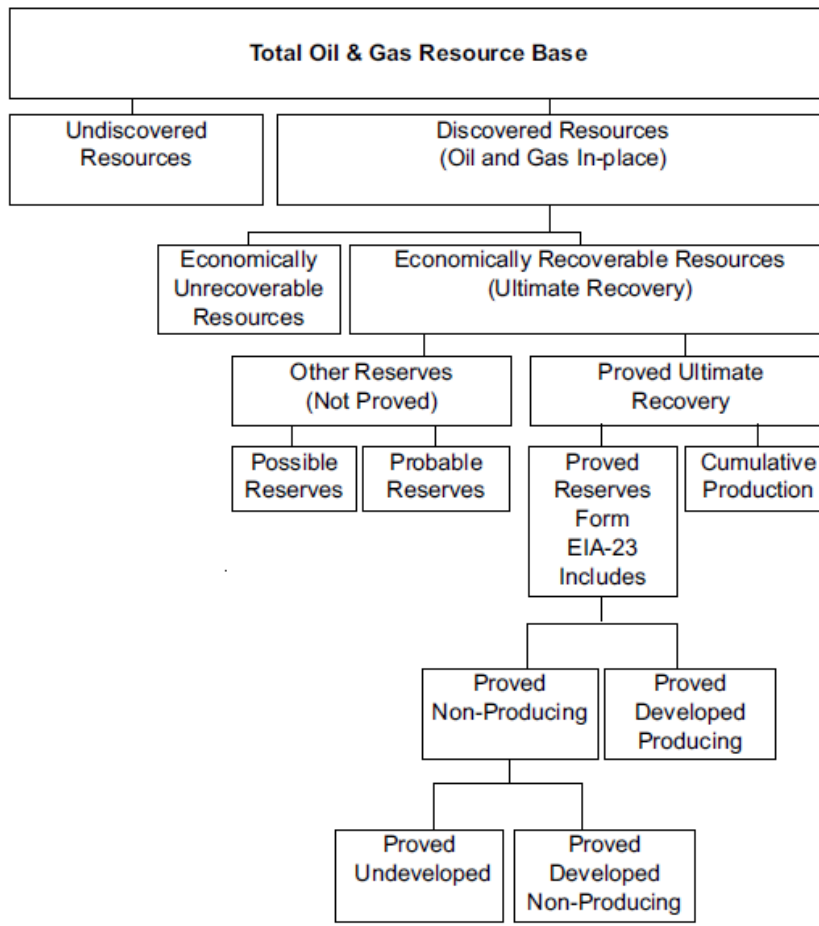 Total Oil & Gas Resource Base
Undiscovered
Resources
Discovered Resources
(Oil and Gas In-place)
Economically
Unrecoverable
Resources
Economically Recoverable Resources
(Ultimate Recovery)
Other Reserves
(Not Proved)
Proved Ultimate
Recovery
Possible
Reserves
Probable
Reserves
Proved
Reserves
Form
EIA-23
Includes
Cumulative
Production
Proved
Non-Producing
Proved
Developed
Producing
Proved
Undeveloped
Proved
Developed
Non-Producing